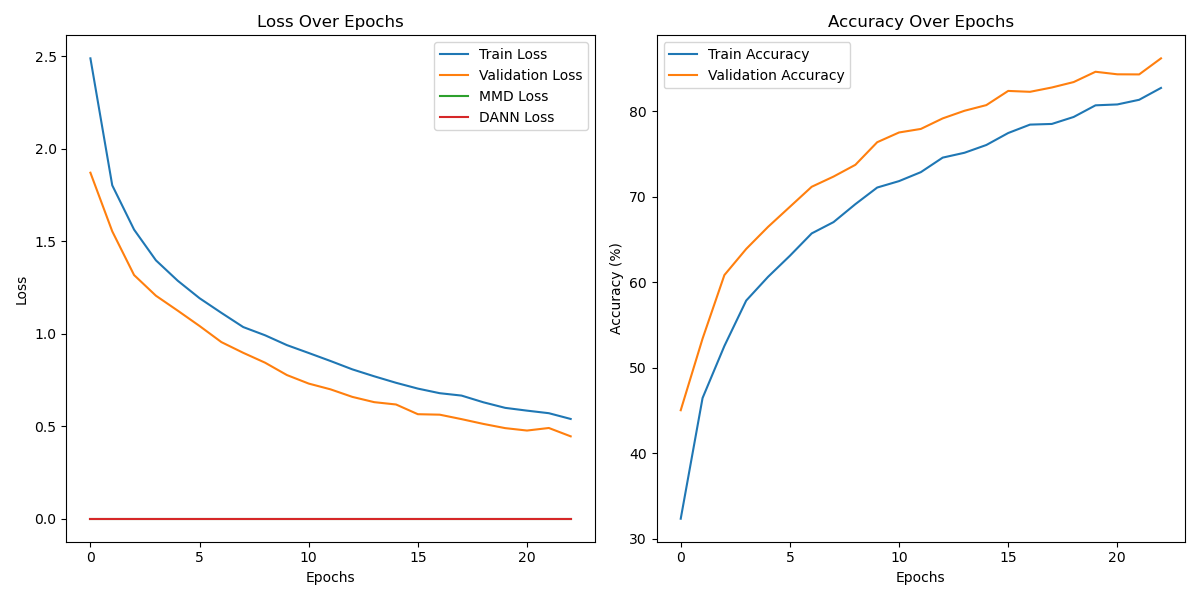 Loss Over Epochs
Train Loss
Validation Loss
MMD Loss
DANN Loss
2.5
2.0
1.5
1.0
0.5
0.0
Loss
0 5 10 15 20
Epochs
Accuracy Over Epochs
Train Accuracy
Validation Accuracy
80
70
60
50
40
30
Accuracy (%)
0 5 10 15 20
Epochs